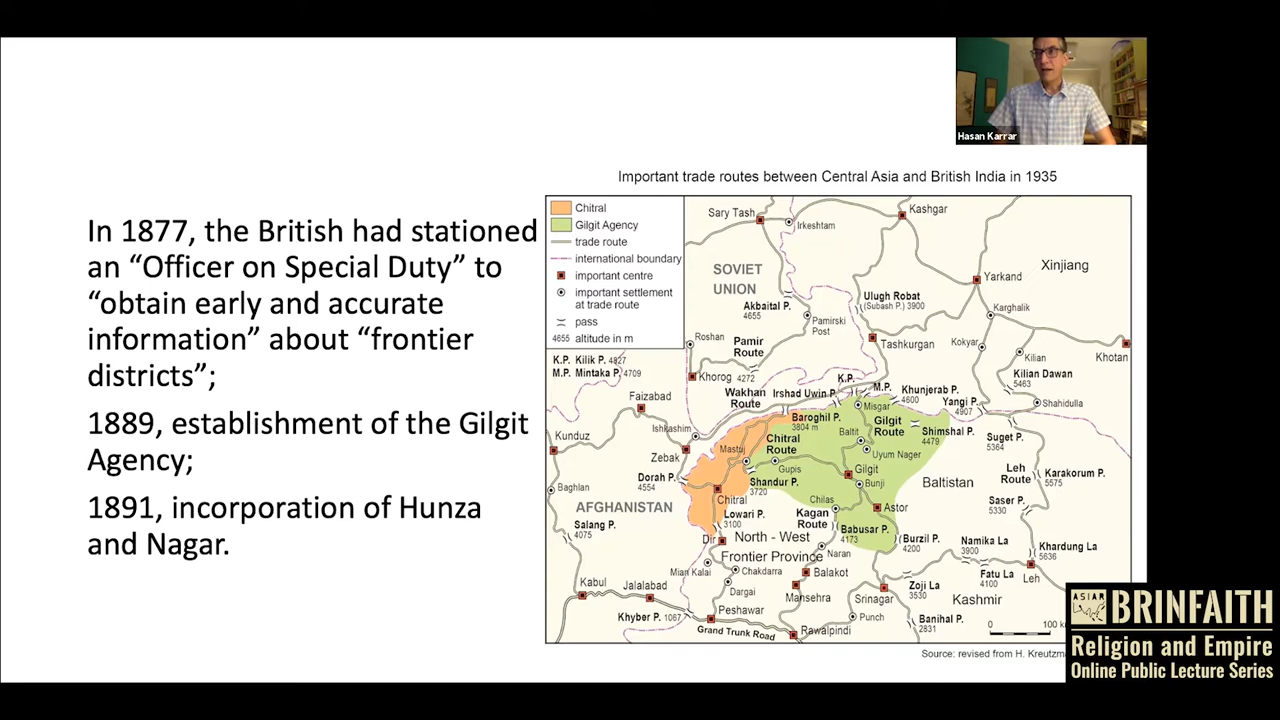 Hasan Karrar
In 1877, the British had stationed
an “Officer on Special Duty” to
“obtain early and accurate
information” about “frontier
districts”;
1889, establishment of the Gilgit
Agency;
1891, incorporation of Hunza
and Nagar.
Important trade routes between Central Asia and British India in 1935
Chitral
Gilgit Agency
trade route
international boundary
important centre
important settlement
at trade route
pass
4655 altitude in m
K.P. Kilik P. 4827
M.P. Mintaka P. 4709
Sary Tash
Irkeshtam
Kashgar
SOVIET
UNION
Xinjiang
Yarkand
Akbaital P.
4655
Ulugh Robat
(Subash P.) 3900
Pamirski
Post
Karghalik
Roshan
Pamir
Route
Tashkurgan
Kokyar
Kilian
Khotan
Khorog
4272
Kilian Dawan
5463
K.P.
M.P.
Wakhan
Route
Irshad Uwin P.
Khunjerab P.
4600
Yangi P.
4907
Shahidulla
Faizabad
Misgar
Baroghil P.
3804 m
Gilgit
Route
Shimshal P.
4479
Ishkashim
Kunduz
Chitral
Route
Baltit
Suget P.
5364
Mastuj
Uyum Nager
Zebak
Gupis
Gilgit
Leh
Route
Karakorum P.
5575
Dorah P.
4554
Shandur P.
3720
Bunji
Baltistan
Baghlan
Chitral
Chilas
Saser P.
5330
AFGHANISTAN
Lowari P.
3100
Kagan
Route
Astor
Salang P.
4075
Babusar P.
4173
Dir
North - West
Frontier Province
Burzil P.
4200
Namika La
3900
Khardung La
5636
Naran
Mian Kalai
Chakdarra
Balakot
Zoji La
3530
Fatu La
4100
Leh
Kabul
Jalalabad
Dargai
Mansehra
Srinagar
Kashmir
Khyber P. 1067
Peshawar
Punch
Banihal P.
2831
Grand Trunk Road
Rawalpindi
0 100 k
Source: revised from H. Kreutzm
ASIAR
BRINFAITH
Religion and Empire
Online Public Lecture Series